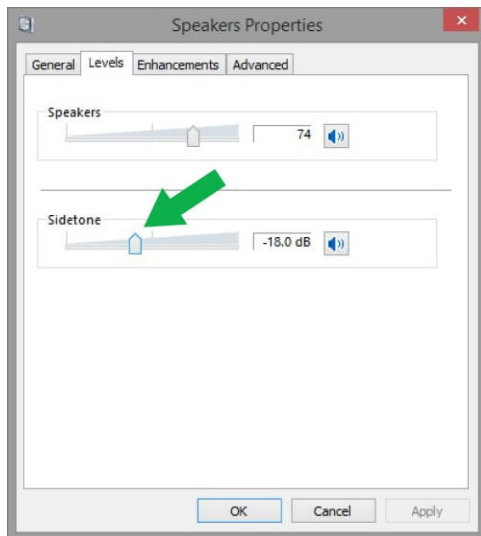 Speakers Properties
General Levels Enhancements Advanced
Speakers
74
Sidetone
-18.0 dB
OK Cancel Apply